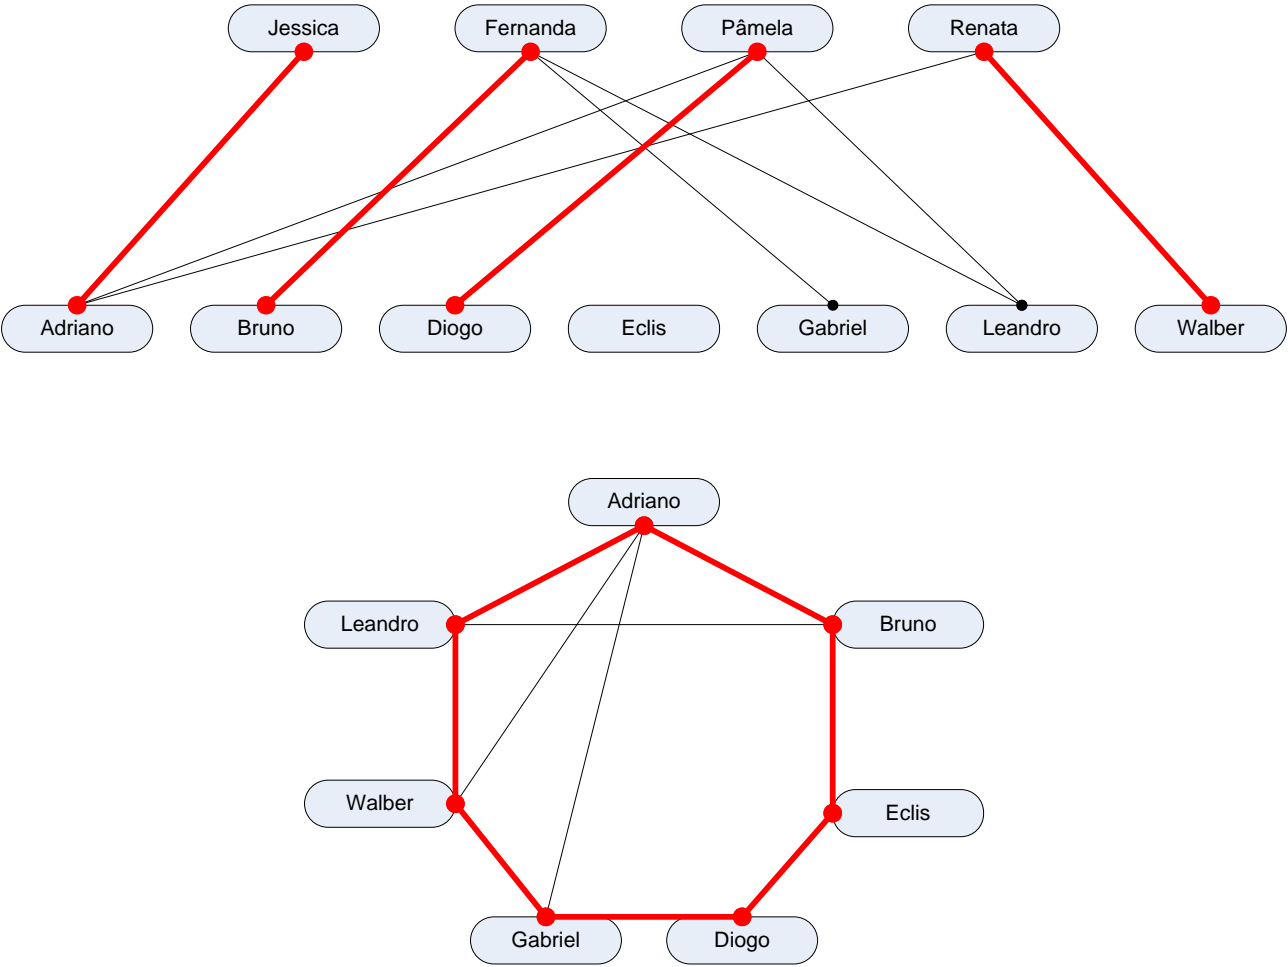 Jessica
Fernanda
Pâmela
Renata
Adriano
Bruno
Diogo
Eclis
Gabriel
Leandro
Walber
Adriano
Leandro
Bruno
Walber
Eclis
Gabriel
Diogo